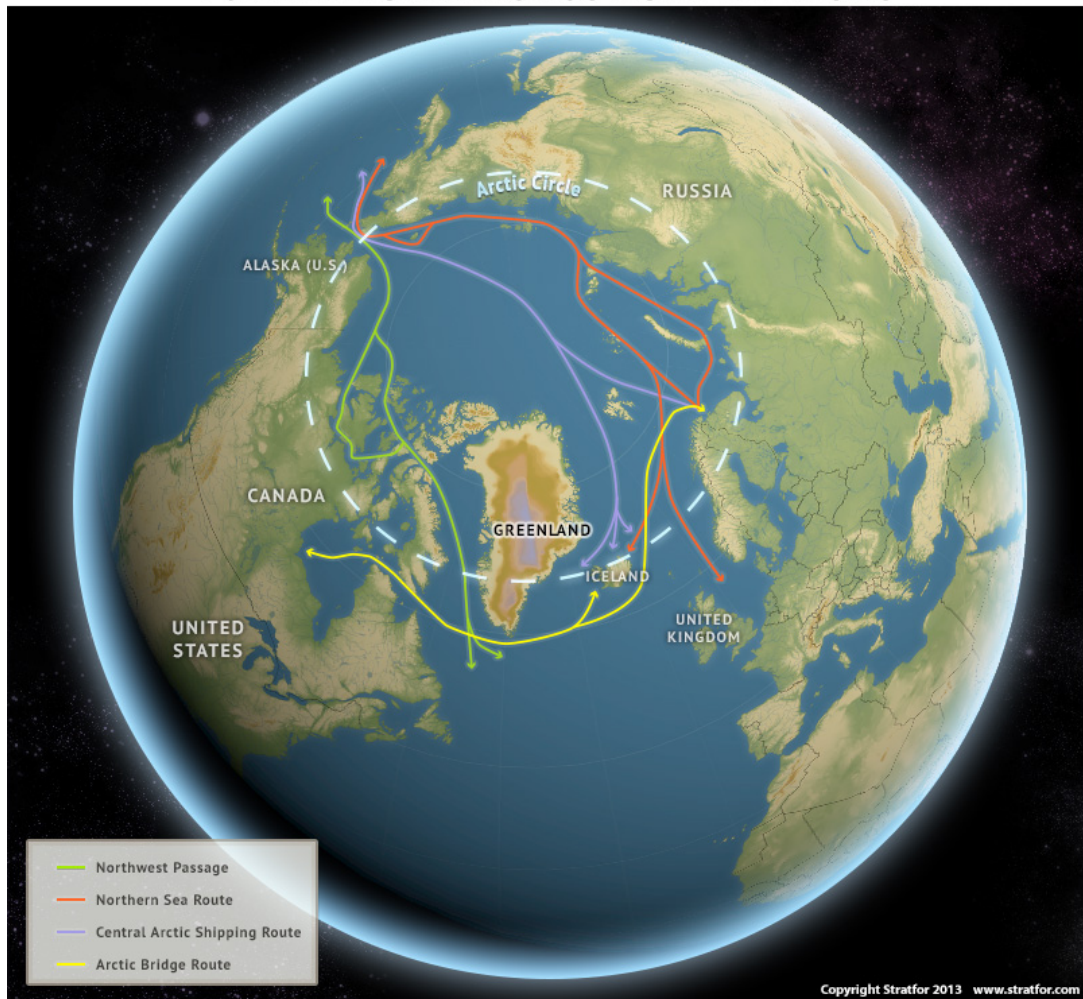 Arctic Circle
RUSSIA
ALASKA (U.S.)
CANADA
GREENLAND
ICELAND
UNITED
KINGDOM
UNITED
STATES
Northwest Passage
Northern Sea Route
Central Arctic Shipping Route
Arctic Bridge Route
Copyright Stratfor 2013 www.stratfor.com